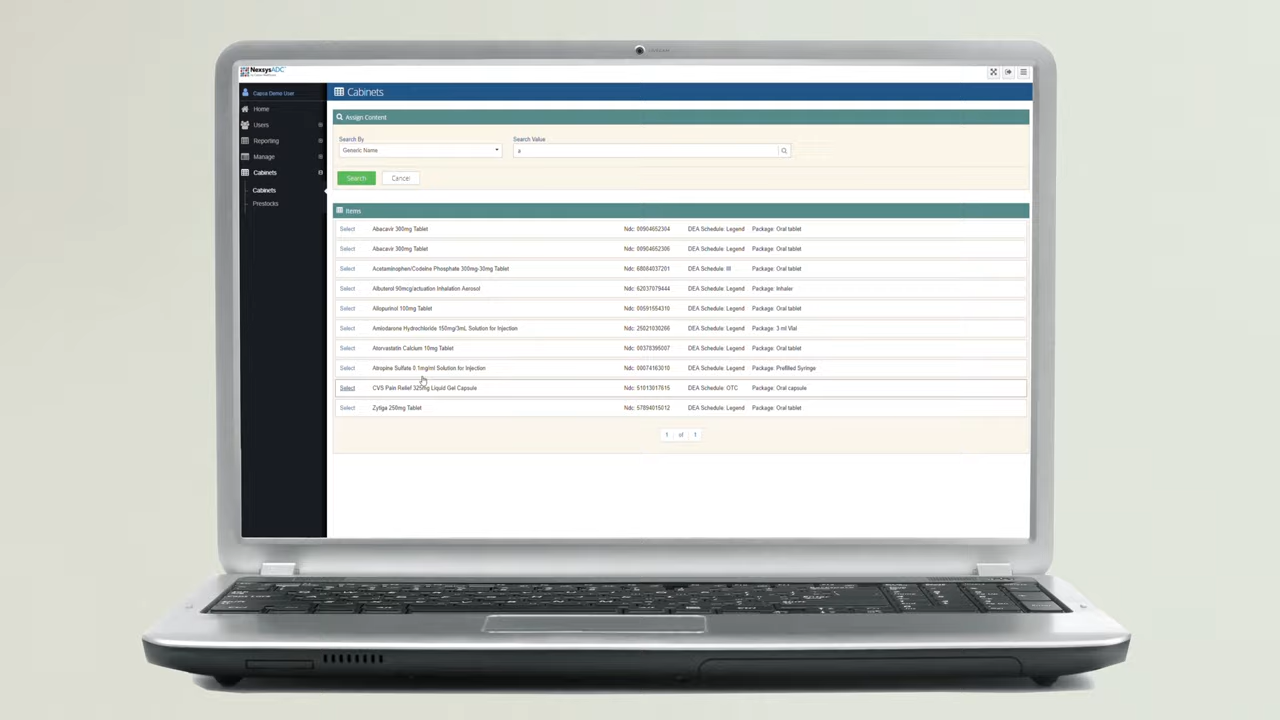 NexsysADC
Capsa Demo User
Home
Users
Reporting
Manage
Cabinets
Cabinets
Prestocks
Cabinets
Assign Content
Search By
Search Value
Generic Name
a
Search
Cancel
Items
Select Abacavir 300mg Tablet Ndc: 00904652304 DEA Schedule: Legend Package: Oral tablet
Select Abacavir 300mg Tablet Ndc: 00904652306 DEA Schedule: Legend Package: Oral tablet
Select Acetaminophen/Codeine Phosphate 300mg-30mg Tablet Ndc: 68084037201 DEA Schedule: III Package: Oral tablet
Select Albuterol 90mcg/actuation Inhalation Aerosol Ndc: 62037079444 DEA Schedule: Legend Package: Inhaler
Select Allopurinol 100mg Tablet Ndc: 00591554310 DEA Schedule: Legend Package: Oral tablet
Select Amiodarone Hydrochloride 150mg/3mL Solution for Injection Ndc: 25021030266 DEA Schedule: Legend Package: 3 ml Vial
Select Atorvastatin Calcium 10mg Tablet Ndc: 00378395007 DEA Schedule: Legend Package: Oral tablet
Select Atropine Sulfate 0.1mg/ml Solution for Injection Ndc: 00074163010 DEA Schedule: Legend Package: Prefilled Syringe
Select CVS Pain Relief 325mg Liquid Gel Capsule Ndc: 51013017615 DEA Schedule: OTC Package: Oral capsule
Select Zytiga 250mg Tablet Ndc: 57894015012 DEA Schedule: Legend Package: Oral tablet
1 of 1